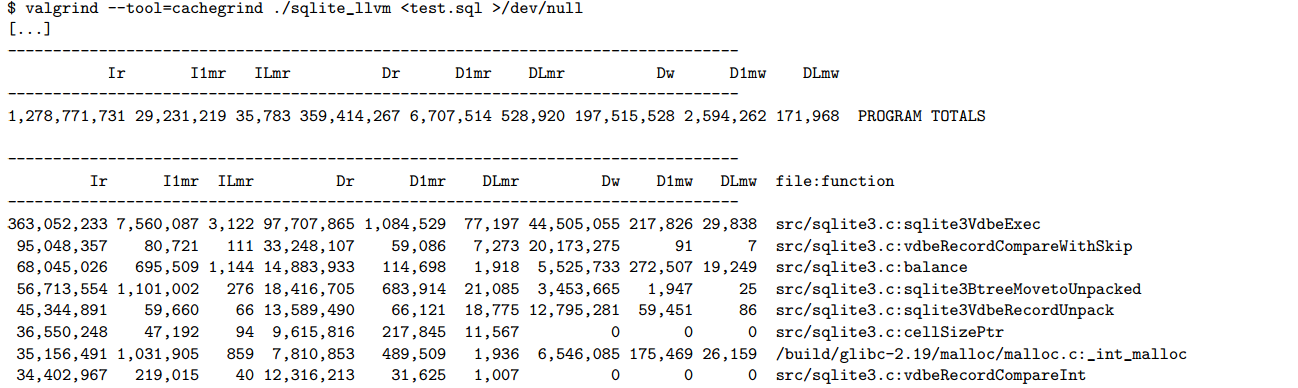 $ valgrind --tool=cachegrind ./sqlite_llvm <test.sql >/dev/null
[...]
--------------------------------------------------------------------------------
Ir I1mr ILmr Dr D1mr DLmr Dw D1mw DLmw
--------------------------------------------------------------------------------
1,278,771,731 29,231,219 35,783 359,414,267 6,707,514 528,920 197,515,528 2,594,262 171,968 PROGRAM TOTALS
--------------------------------------------------------------------------------
Ir I1mr ILmr Dr D1mr DLmr Dw D1mw DLmw file:function
--------------------------------------------------------------------------------
363,052,233 7,560,087 3,122 97,707,865 1,084,529 77,197 44,505,055 217,826 29,838 src/sqlite3.c:sqlite3VdbeExec
95,048,357 80,721 111 33,248,107 59,086 7,273 20,173,275 91 7 src/sqlite3.c:vdbeRecordCompareWithSkip
68,045,026 695,509 1,144 14,883,933 114,698 1,918 5,525,733 272,507 19,249 src/sqlite3.c:balance
56,713,554 1,101,002 276 18,416,705 683,914 21,085 3,453,665 1,947 25 src/sqlite3.c:sqlite3BtreeMovetoUnpacked
45,344,891 59,660 66 13,589,490 66,121 18,775 12,795,281 59,451 86 src/sqlite3.c:sqlite3VdbeRecordUnpack
36,550,248 47,192 94 9,615,816 217,845 11,567 0 0 0 src/sqlite3.c:cellSizePtr
35,156,491 1,031,905 859 7,810,853 489,509 1,936 6,546,085 175,469 26,159 /build/glibc-2.19/malloc/malloc.c:_int_malloc
34,402,967 219,015 40 12,316,213 31,625 1,007 0 0 0 src/sqlite3.c:vdbeRecordCompareInt